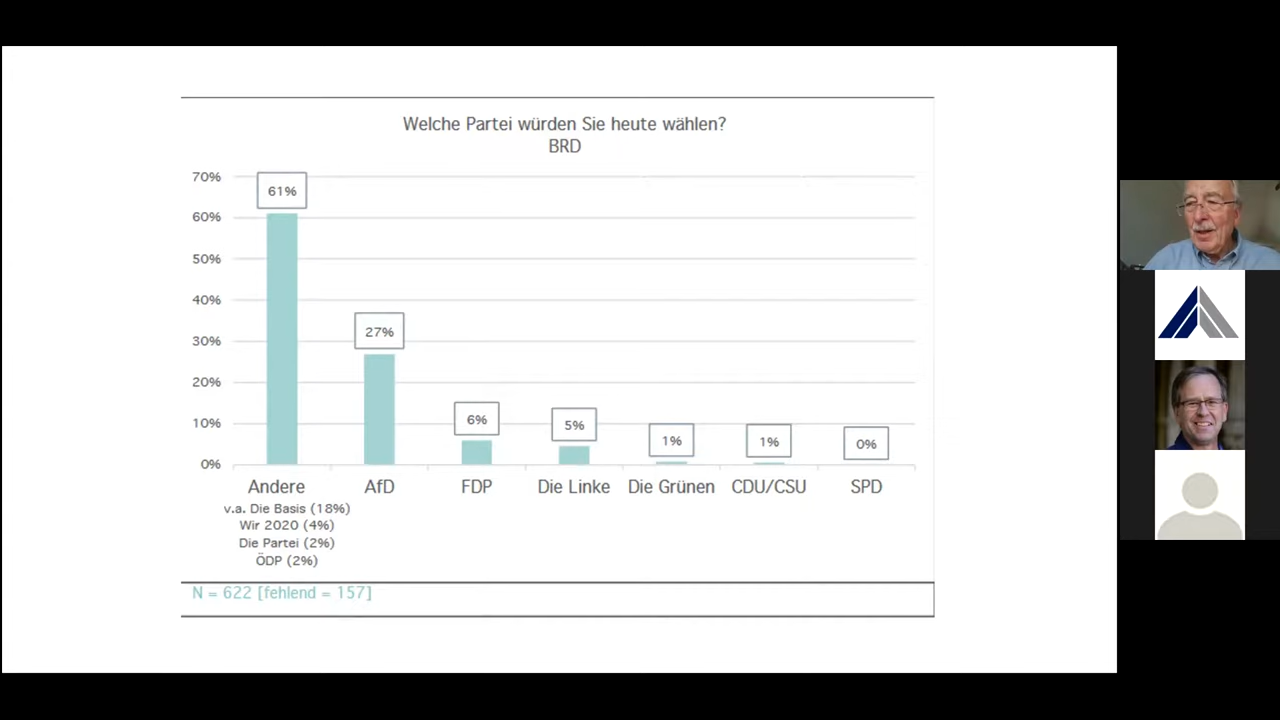 Welche Partei würden Sie heute wählen?
BRD
70%
60%
50%
40%
30%
20%
10%
0%
61%
27%
6%
5%
1%
1%
0%
Andere
AfD
FDP
Die Linke
Die Grünen
CDU/CSU
SPD
v.a. Die Basis (18%)
Wir 2020 (4%)
Die Partei (2%)
ÖDP (2%)
N = 622 [fehlend = 157]